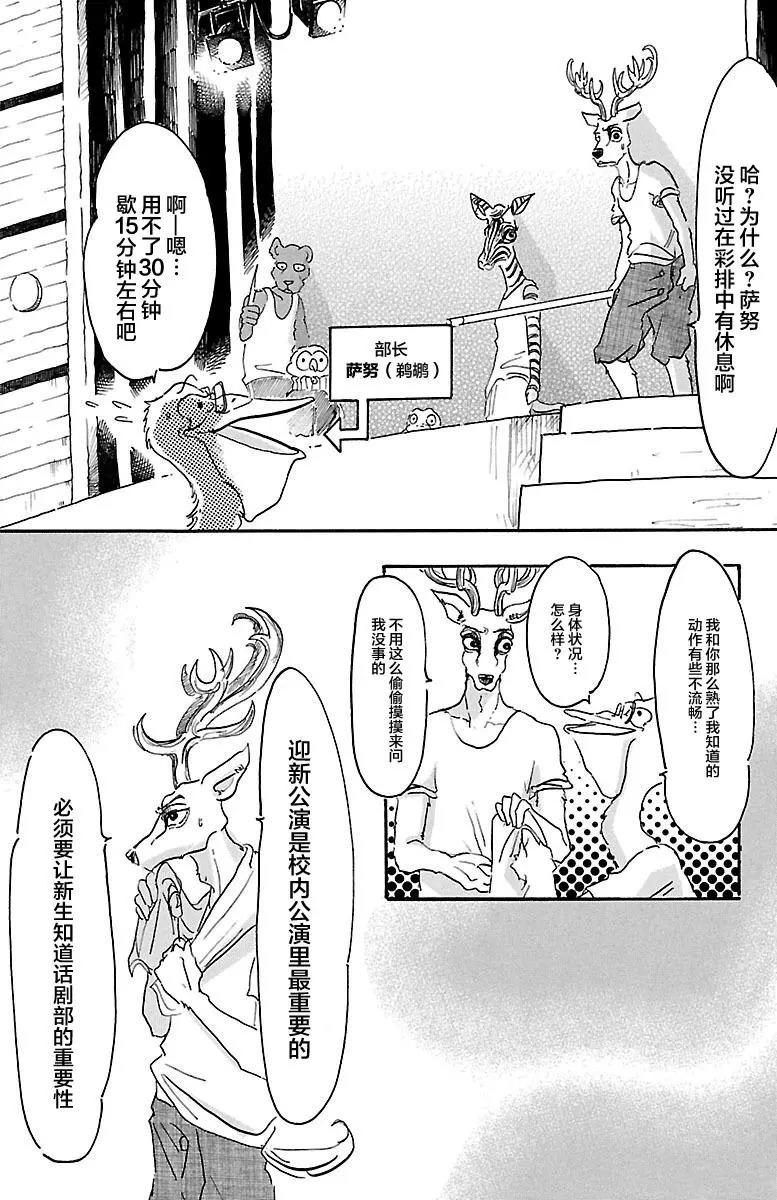 哈？为什么？萨努
没听过在彩排中有休息啊
啊—嗯…
用不了30分钟
歇15分钟左右吧
部长
萨努（鹈鹕）
我和你那么熟了我知道的
动作有些不流畅…
身体状况…
怎么样？
不用这么偷偷摸摸来问
我没事的
迎新公演是校内公演里最重要的
必须要让新生知道话剧部的重要性